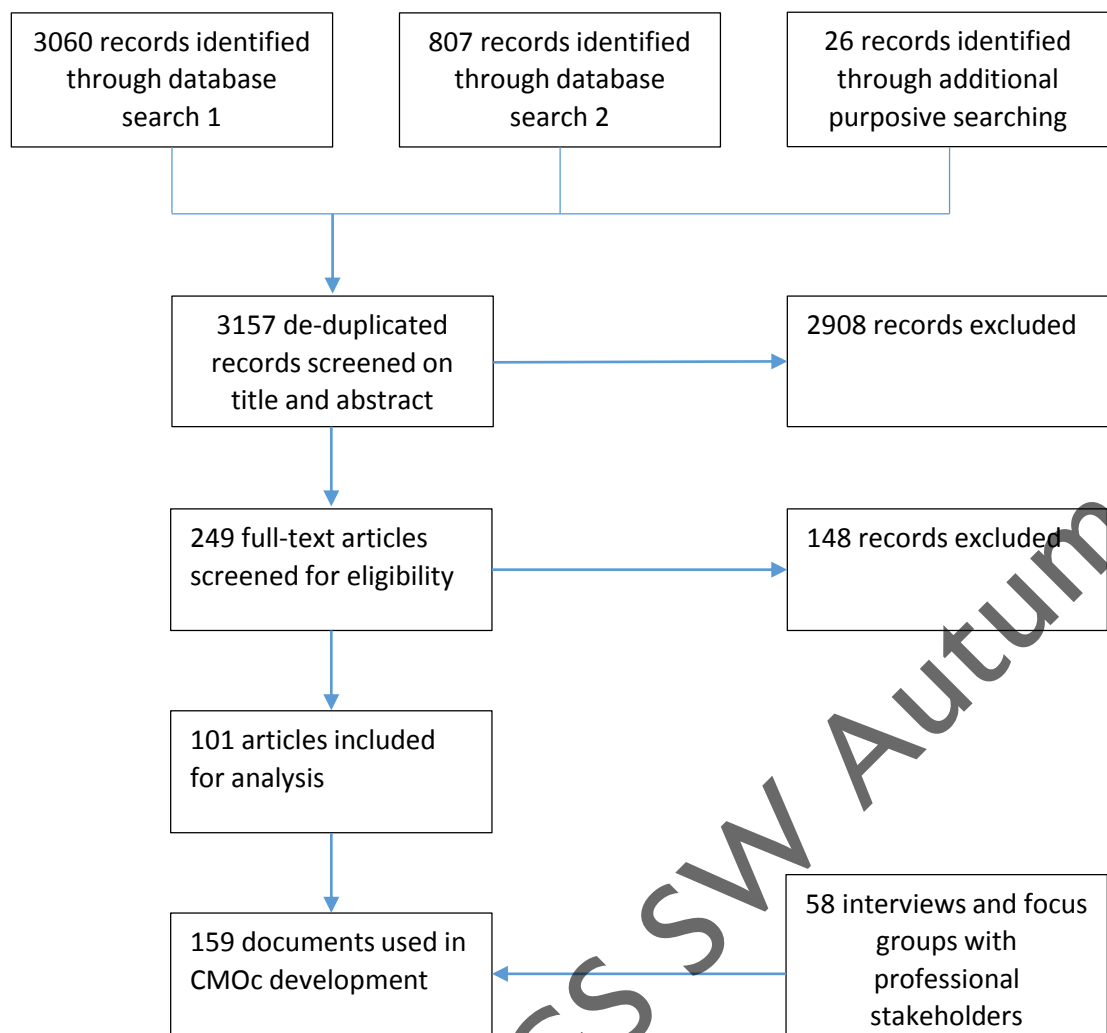 3060 records identified
through database
search 1
807 records identified
through database
search 2
26 records identified
through additional
purposive searching
3157 de-duplicated
records screened on
title and abstract
2908 records excluded
249 full-text articles
screened for eligibility
148 records excluded
101 articles included
for analysis
159 documents used in
CMOc development
58 interviews and focus
groups with
professional
stakeholders
SW Autum